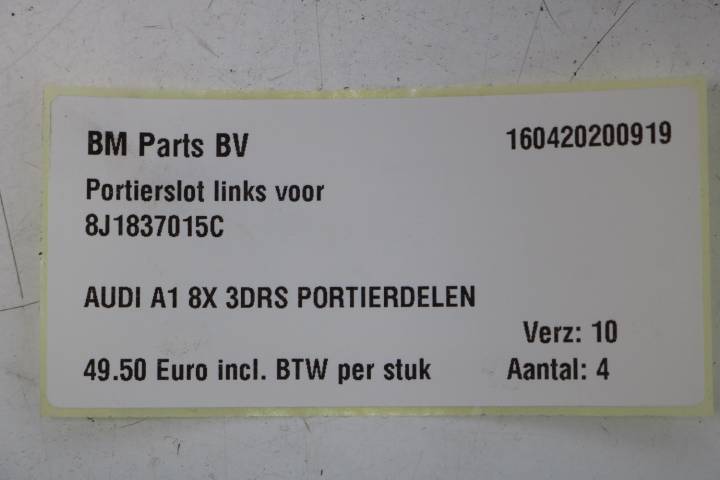 BM Parts BV 160420200919
Portierslot links voor
8J1837015C
AUDI A1 8X 3DRS PORTIERDELEN
Verz: 10
49.50 Euro incl. BTW per stuk Aantal: 4